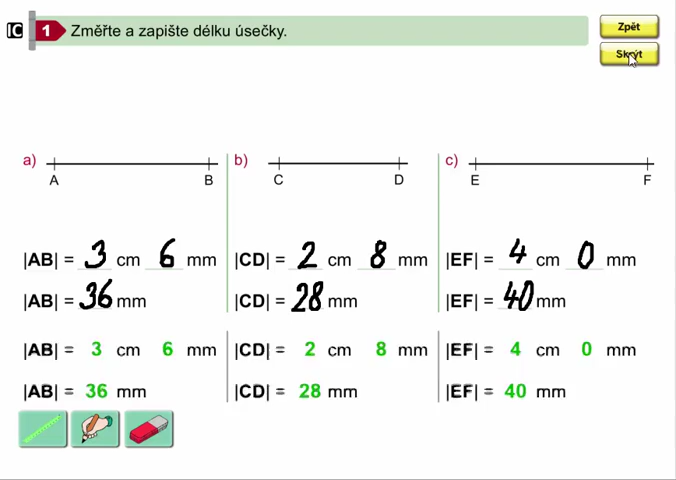 IC 1 Změřte a zapište délku úsečky. Zpět
Skrýt
a) b) c)
A B C D E F
|AB| = 3 cm 6 mm |CD| = 2 cm 8 mm |EF| = 4 cm 0 mm
|AB| = 36 mm |CD| = 28 mm |EF| = 40 mm
|AB| = 3 cm 6 mm |CD| = 2 cm 8 mm |EF| = 4 cm 0 mm
|AB| = 36 mm |CD| = 28 mm |EF| = 40 mm